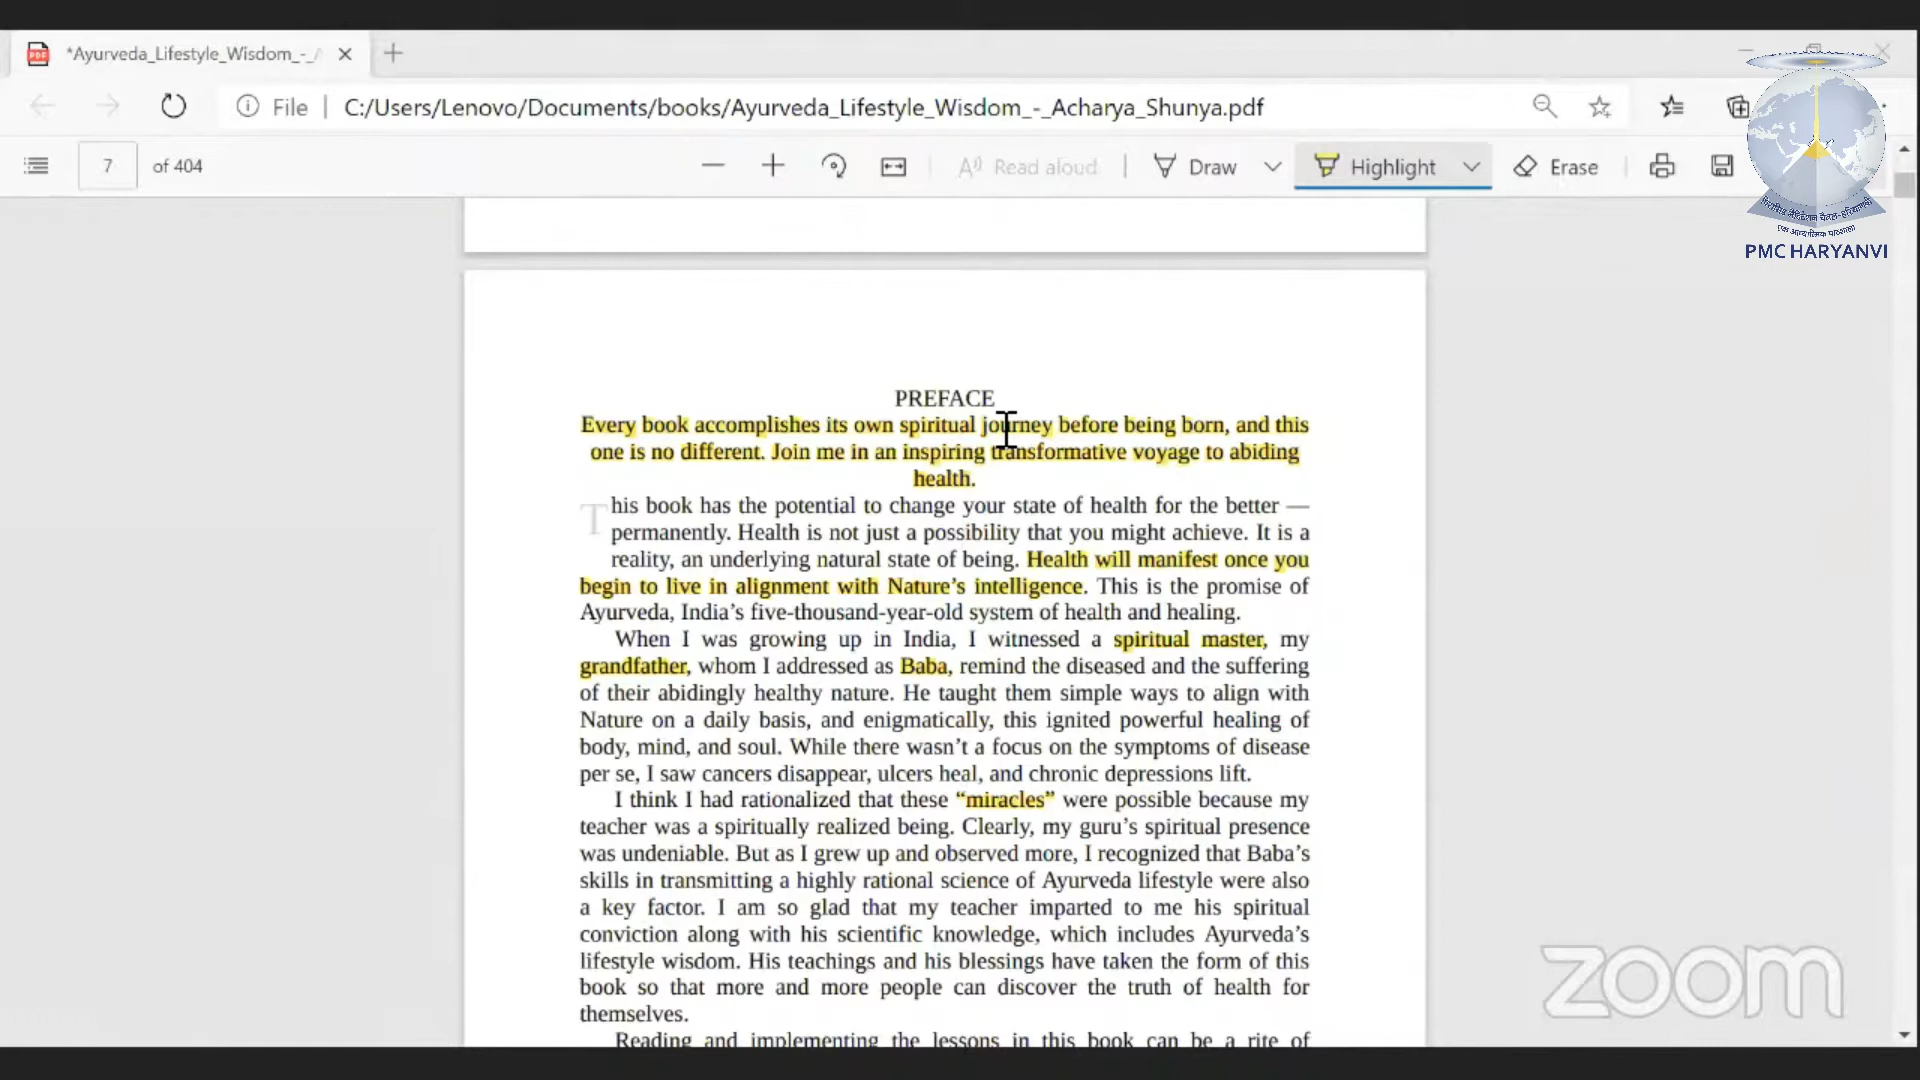 *Ayurveda_Lifestyle_Wisdom_-_A
File | C:/Users/Lenovo/Documents/books/Ayurveda_Lifestyle_Wisdom_-_Acharya_Shunya.pdf
7 of 404 Read aloud Draw Highlight Erase
PMC HARYANVI
PREFACE
Every book accomplishes its own spiritual journey before being born, and this
one is no different. Join me in an inspiring transformative voyage to abiding
health.
This book has the potential to change your state of health for the better —
permanently. Health is not just a possibility that you might achieve. It is a
reality, an underlying natural state of being. Health will manifest once you
begin to live in alignment with Nature’s intelligence. This is the promise of
Ayurveda, India’s five-thousand-year-old system of health and healing.
When I was growing up in India, I witnessed a spiritual master, my
grandfather, whom I addressed as Baba, remind the diseased and the suffering
of their abidingly healthy nature. He taught them simple ways to align with
Nature on a daily basis, and enigmatically, this ignited powerful healing of
body, mind, and soul. While there wasn’t a focus on the symptoms of disease
per se, I saw cancers disappear, ulcers heal, and chronic depressions lift.
I think I had rationalized that these “miracles” were possible because my
teacher was a spiritually realized being. Clearly, my guru’s spiritual presence
was undeniable. But as I grew up and observed more, I recognized that Baba’s
skills in transmitting a highly rational science of Ayurveda lifestyle were also
a key factor. I am so glad that my teacher imparted to me his spiritual
conviction along with his scientific knowledge, which includes Ayurveda’s
lifestyle wisdom. His teachings and his blessings have taken the form of this
book so that more and more people can discover the truth of health for
themselves.
Reading and implementing the lessons in this book can be a rite of
zoom